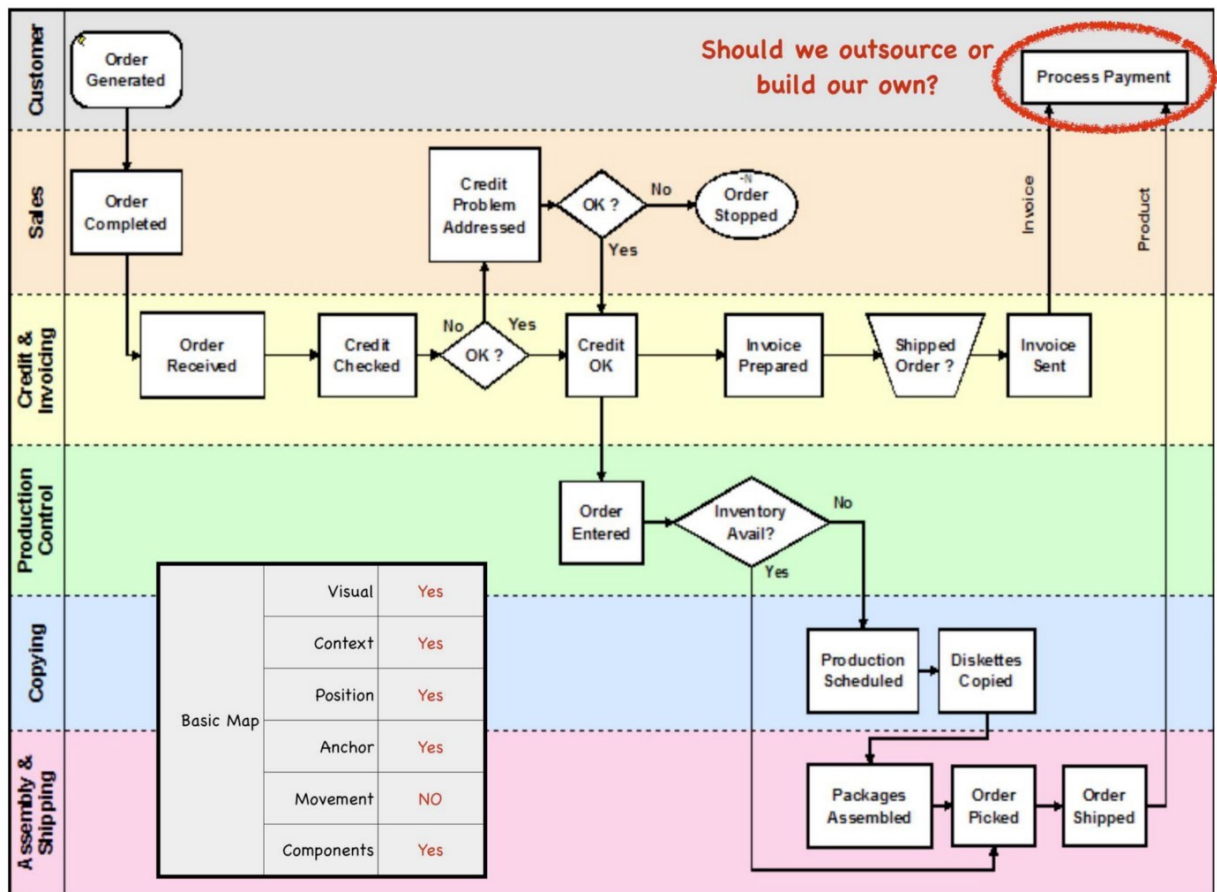 Customer
Order
Generated
Should we outsource or
build our own?
Process Payment
Sales
Order
Completed
Credit
Problem
Addressed
OK ?
No
-N
Order
Stopped
Yes
Invoice
Product
Credit &
Invoicing
Order
Received
Credit
Checked
No
OK ?
Yes
Credit
OK
Invoice
Prepared
Shipped
Order ?
Invoice
Sent
Production
Control
Order
Entered
Inventory
Avail?
No
Yes
Copying
Production
Scheduled
Diskettes
Copied
Assembly &
Shipping
Packages
Assembled
Order
Picked
Order
Shipped
Basic Map
Visual Yes
Context Yes
Position Yes
Anchor Yes
Movement NO
Components Yes